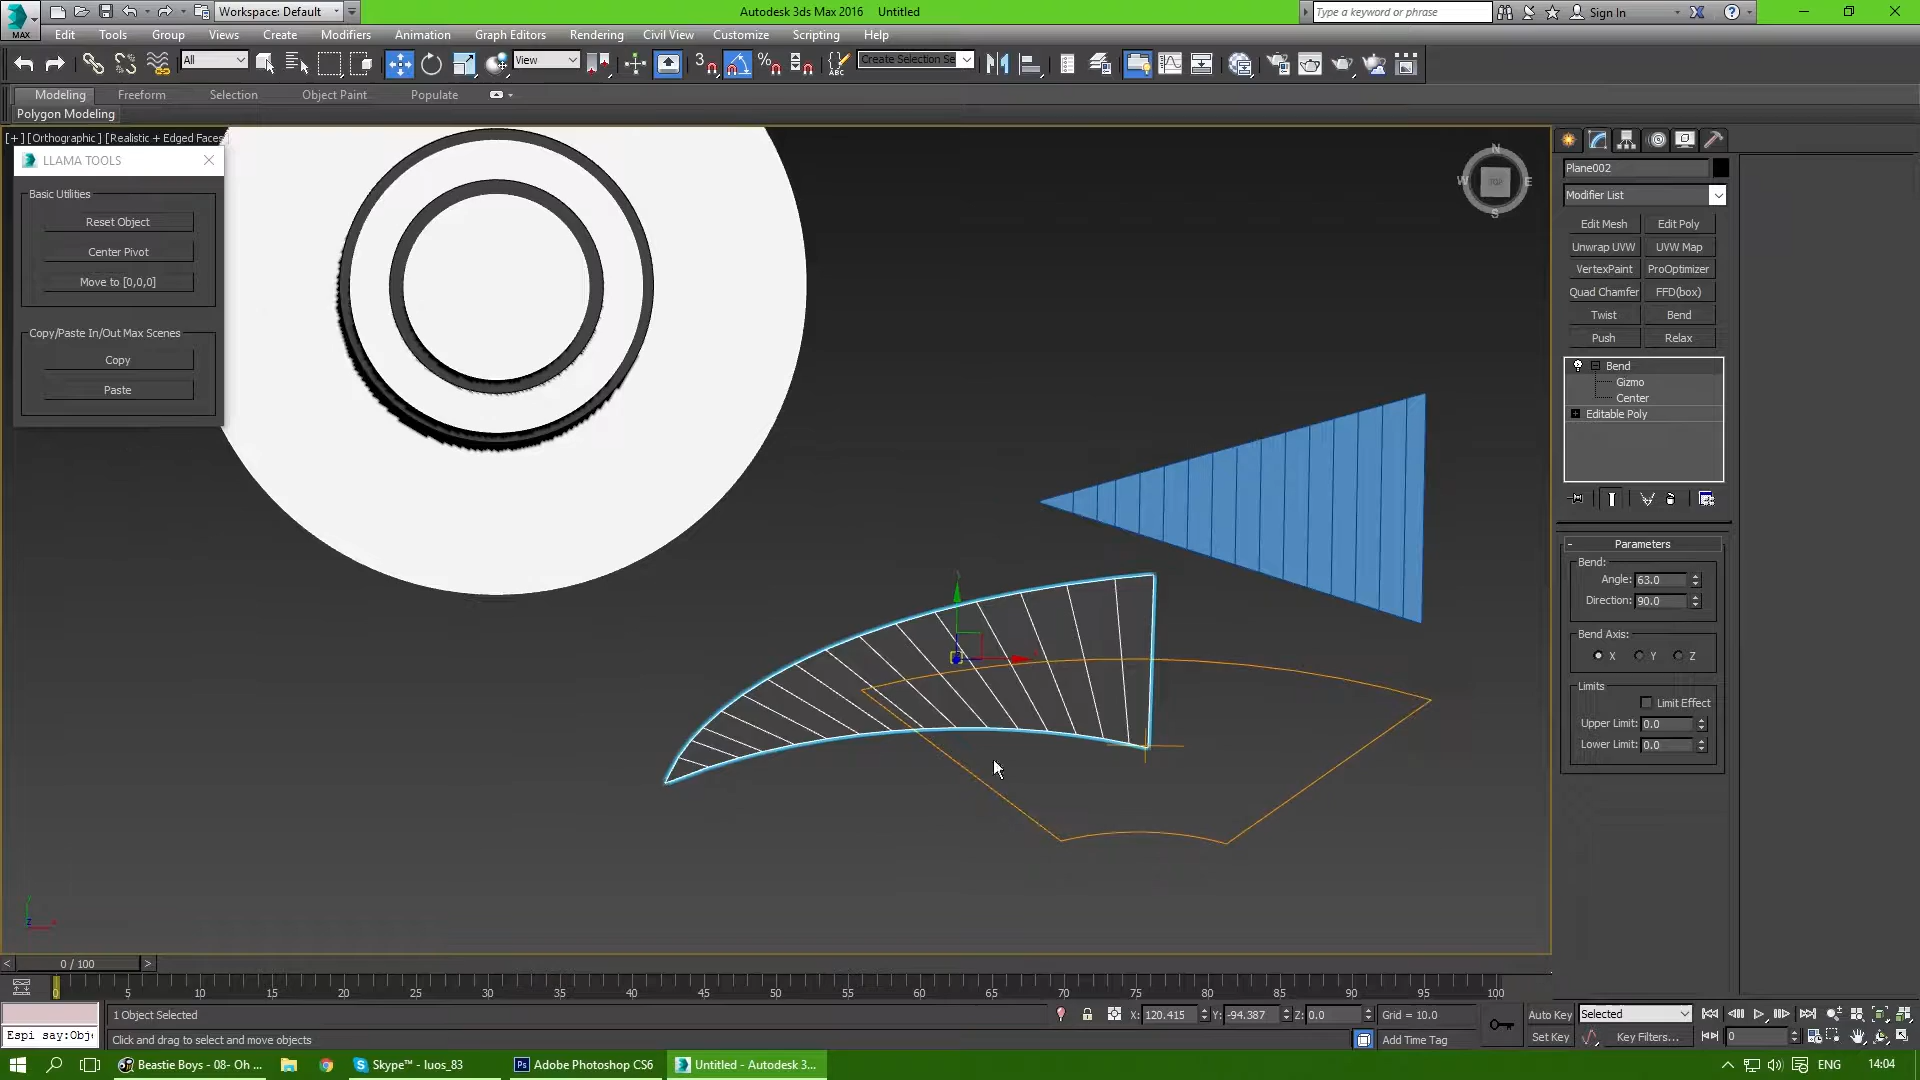 Workspace: Default
Autodesk 3ds Max 2016 Untitled
Type a keyword or phrase
Sign In
MAX
Edit Tools Group Views Create Modifiers Animation Graph Editors Rendering Civil View Customize Scripting Help
All
View
3
ABC
Create Selection Se
Modeling Freeform Selection Object Paint Populate
Polygon Modeling
[+] [Orthographic] [Realistic + Edged Faces]
LLAMA TOOLS
Basic Utilities
Reset Object
Center Pivot
Move to [0,0,0]
Copy/Paste In/Out Max Scenes
Copy
Paste
N
W TOP E
S
Plane002
Modifier List
Edit Mesh Edit Poly
Unwrap UVW UVW Map
VertexPaint ProOptimizer
Quad Chamfer FFD(box)
Twist Bend
Push Relax
Bend
Gizmo
Center
Editable Poly
- Parameters
Bend:
Angle: 63.0
Direction: 90.0
Bend Axis:
X Y Z
Limits
Limit Effect
Upper Limit: 0.0
Lower Limit: 0.0
< 0 / 100 >
0 5 10 15 20 25 30 35 40 45 50 55 60 65 70 75 80 85 90 95 100
1 Object Selected
X: 120.415 Y: -94.387 Z: 0.0 Grid = 10.0
Auto Key Selected
Espi say:Obj
Click and drag to select and move objects
Add Time Tag
Set Key Key Filters... 0
Beastie Boys - 08- Oh ...
Skype™ - luos_83
Ps Adobe Photoshop CS6
Untitled - Autodesk 3...
ENG 14:04